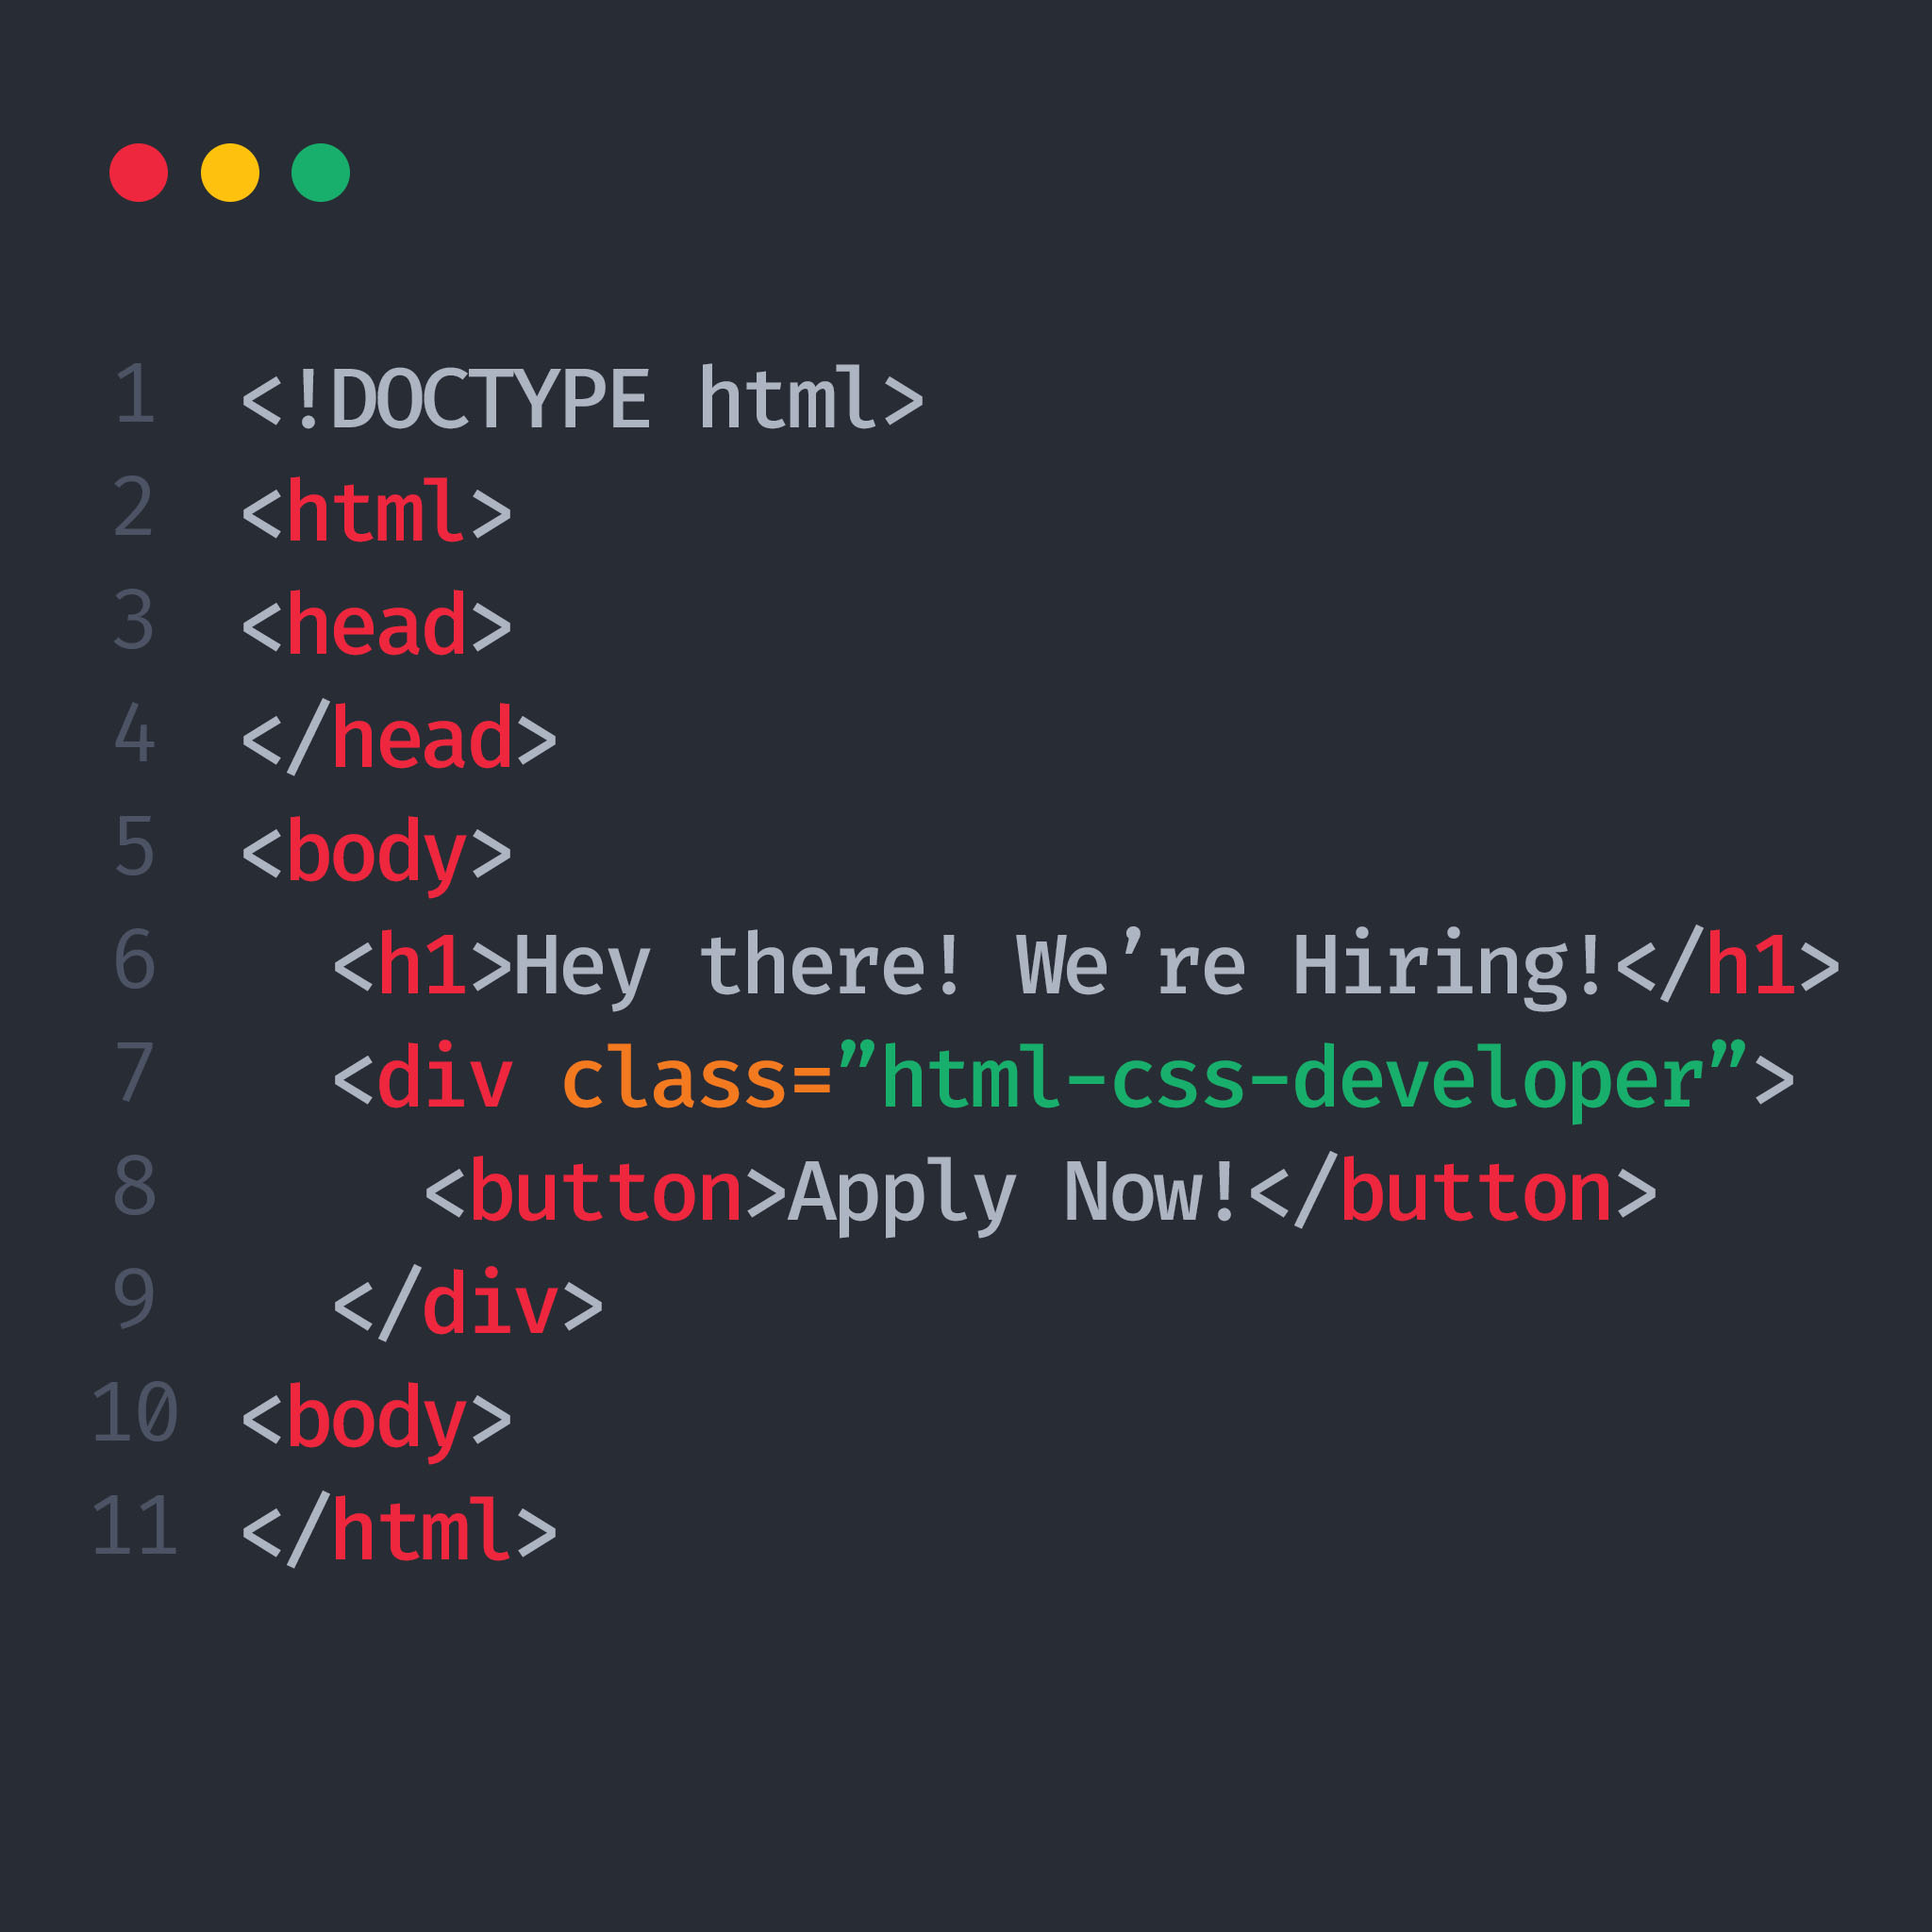 1 <!DOCTYPE html>
2 <html>
3 <head>
4 </head>
5 <body>
6 <h1>Hey there! We’re Hiring!</h1>
7 <div class=”html-css-developer”>
8 <button>Apply Now!</button>
9 </div>
10 <body>
11 </html>